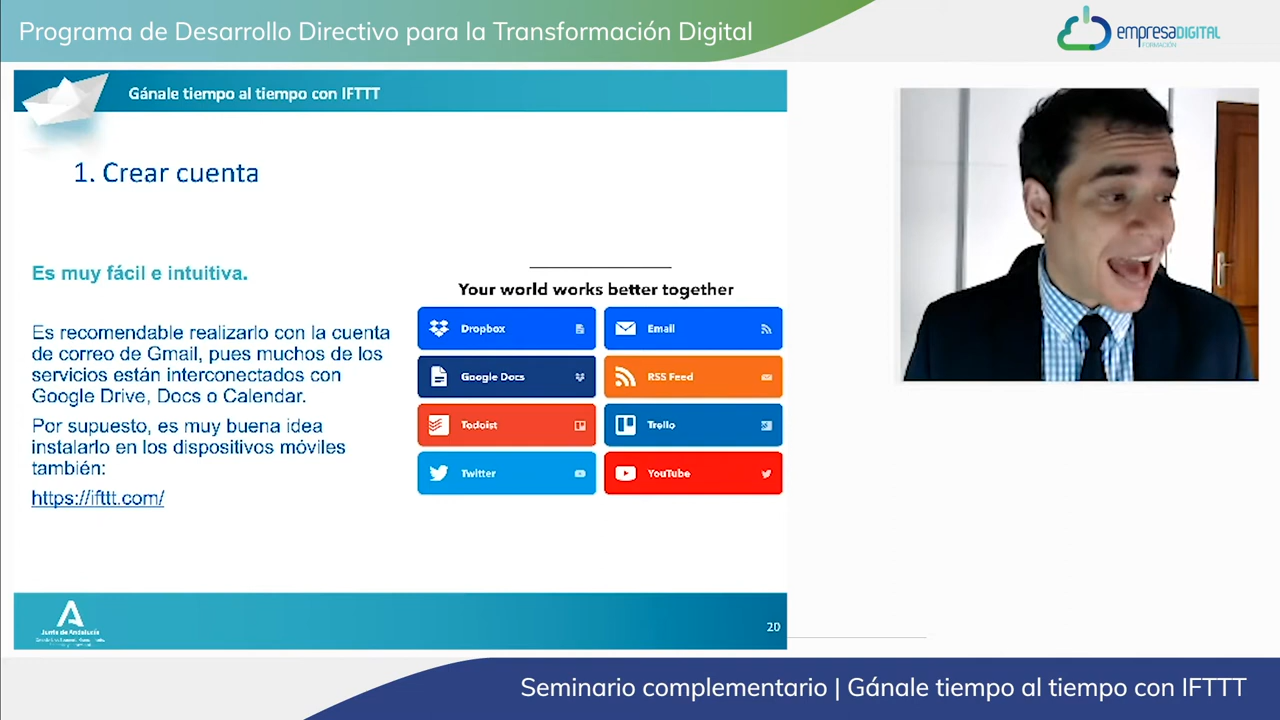 Programa de Desarrollo Directivo para la Transformación Digital
empresaDIGITAL
FORMACIÓN
Gánale tiempo al tiempo con IFTTT
1. Crear cuenta
Es muy fácil e intuitiva.
Es recomendable realizarlo con la cuenta
de correo de Gmail, pues muchos de los
servicios están interconectados con
Google Drive, Docs o Calendar.
Por supuesto, es muy buena idea
instalarlo en los dispositivos móviles
también:
https://ifttt.com/
Your world works better together
Dropbox
Email
Google Docs
RSS Feed
Todoist
Trello
Twitter
YouTube
Junta de Andalucía
20
Seminario complementario | Gánale tiempo al tiempo con IFTTT